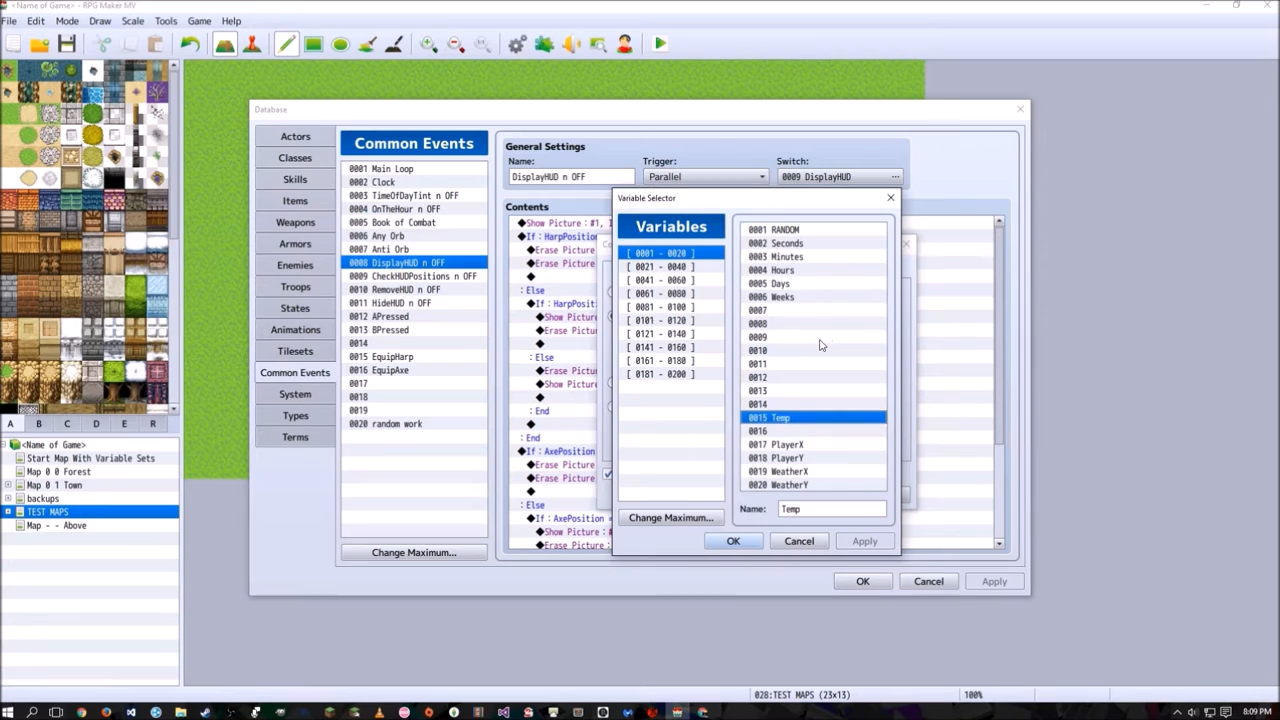 <Name of Game> - RPG Maker MV
File Edit Mode Draw Scale Tools Game Help
Database
Actors
Classes
Skills
Items
Weapons
Armors
Enemies
Troops
States
Animations
Tilesets
Common Events
System
Types
Terms
Common Events
0001 Main Loop
0002 Clock
0003 TimeOfDayTint n OFF
0004 OnTheHour n OFF
0005 Book of Combat
0006 Any Orb
0007 Anti Orb
0008 DisplayHUD n OFF
0009 CheckHUDPositions n OFF
0010 RemoveHUD n OFF
0011 HideHUD n OFF
0012 APressed
0013 BPressed
0014
0015 EquipHarp
0016 EquipAxe
0017
0018
0019
0020 random work
Change Maximum...
General Settings
Name: Trigger: Switch:
DisplayHUD n OFF Parallel 0009 DisplayHUD ...
Contents
◆Show Picture：#1, I
◆If：HarpPosition
◆Erase Picture
◆Erase Picture
◆
：Else
◆If：HarpPositi
◆Show Picture：
◆Erase Pictu
◆
：Else
◆Erase Pictu
◆Show Pictur
◆
：End
◆
：End
◆If：AxePosition =
◆Erase Picture
◆Erase Picture
◆
：Else
◆If：AxePosition =
◆Show Picture：#
◆Erase Pictur
Variable Selector
Variables
[ 0001 - 0020 ]
[ 0021 - 0040 ]
[ 0041 - 0060 ]
[ 0061 - 0080 ]
[ 0081 - 0100 ]
[ 0101 - 0120 ]
[ 0121 - 0140 ]
[ 0141 - 0160 ]
[ 0161 - 0180 ]
[ 0181 - 0200 ]
Change Maximum...
0001 RANDOM
0002 Seconds
0003 Minutes
0004 Hours
0005 Days
0006 Weeks
0007
0008
0009
0010
0011
0012
0013
0014
0015 Temp
0016
0017 PlayerX
0018 PlayerY
0019 WeatherX
0020 WeatherY
Name: Temp
OK Cancel Apply
OK Cancel Apply
A B C D E R
<Name of Game>
Start Map With Variable Sets
Map 0 0 Forest
Map 0 1 Town
backups
TEST MAPS
Map - - Above
028:TEST MAPS (23x13) 100%
8:09 PM